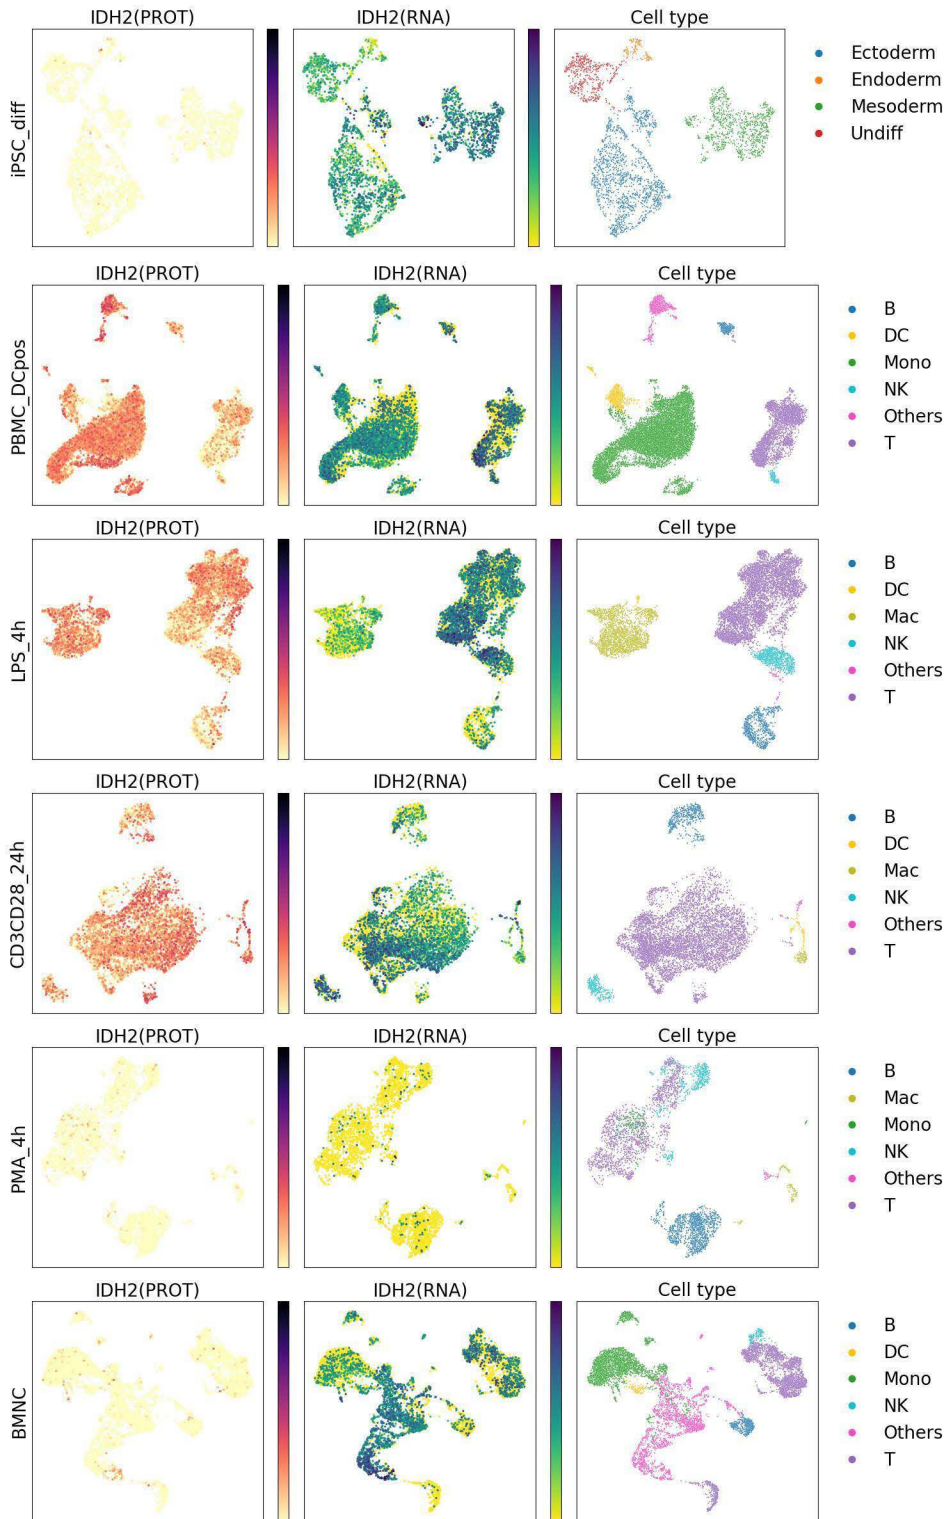 IDH2(PROT) IDH2(RNA) Cell type
iPSC_diff
Ectoderm
Endoderm
Mesoderm
Undiff
IDH2(PROT) IDH2(RNA) Cell type
PBMC_DCpos
B
DC
Mono
NK
Others
T
IDH2(PROT) IDH2(RNA) Cell type
LPS_4h
B
DC
Mac
NK
Others
T
IDH2(PROT) IDH2(RNA) Cell type
CD3CD28_24h
B
DC
Mac
NK
Others
T
IDH2(PROT) IDH2(RNA) Cell type
PMA_4h
B
Mac
Mono
NK
Others
T
IDH2(PROT) IDH2(RNA) Cell type
BMNC
B
DC
Mono
NK
Others
T